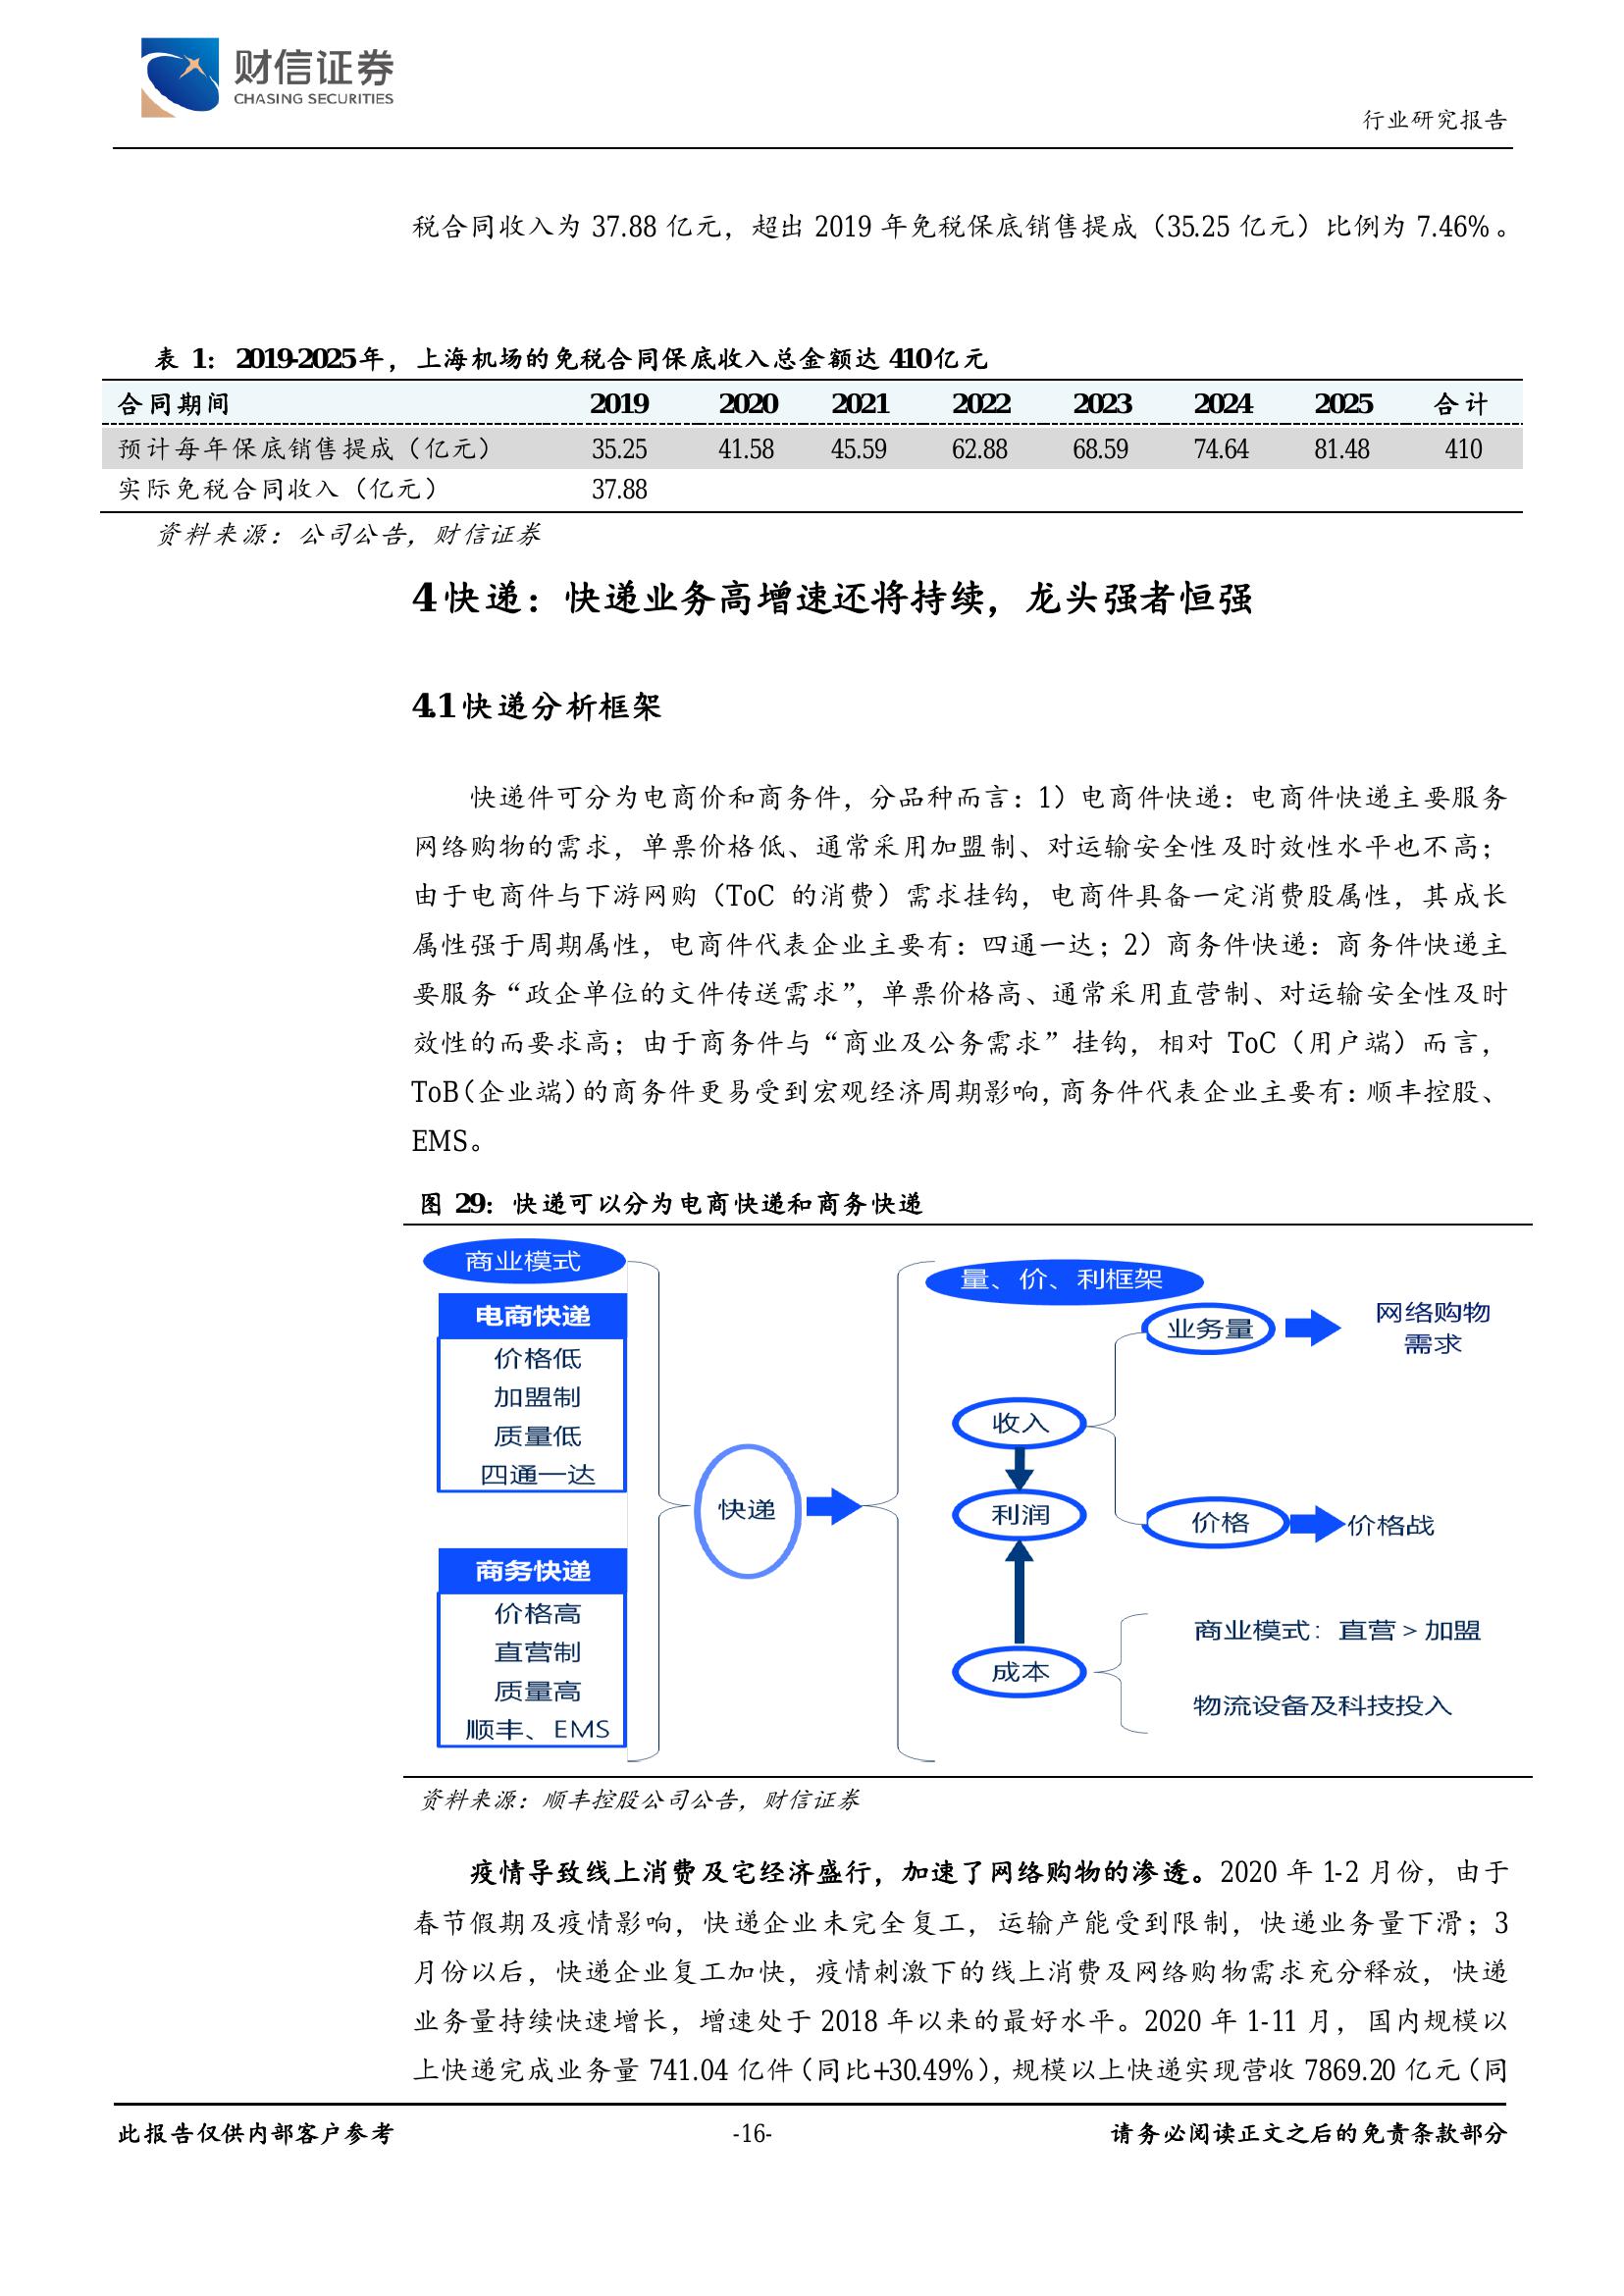 财信证券
CHASING SECURITIES
行业研究报告
税合同收入为 37.88 亿元，超出 2019 年免税保底销售提成（35.25 亿元）比例为 7.46%。
表 1：2019-2025年，上海机场的免税合同保底收入总金额达 410亿元
合同期间 2019 2020 2021 2022 2023 2024 2025 合计
预计每年保底销售提成（亿元） 35.25 41.58 45.59 62.88 68.59 74.64 81.48 410
实际免税合同收入（亿元） 37.88
资料来源：公司公告，财信证券
4 快递：快递业务高增速还将持续，龙头强者恒强
4.1 快递分析框架
快递件可分为电商价和商务件，分品种而言：1）电商件快递：电商件快递主要服务
网络购物的需求，单票价格低、通常采用加盟制、对运输安全性及时效性水平也不高；
由于电商件与下游网购（ToC 的消费）需求挂钩，电商件具备一定消费股属性，其成长
属性强于周期属性，电商件代表企业主要有：四通一达；2）商务件快递：商务件快递主
要服务“政企单位的文件传送需求”，单票价格高、通常采用直营制、对运输安全性及时
效性的而要求高；由于商务件与“商业及公务需求”挂钩，相对 ToC（用户端）而言，
ToB（企业端）的商务件更易受到宏观经济周期影响，商务件代表企业主要有：顺丰控股、
EMS。
图 29：快递可以分为电商快递和商务快递
商业模式
电商快递
价格低
加盟制
质量低
四通一达
商务快递
价格高
直营制
质量高
顺丰、EMS
快递
量、价、利框架
业务量
网络购物
需求
收入
利润
价格
价格战
成本
商业模式：直营 > 加盟
物流设备及科技投入
资料来源：顺丰控股公司公告，财信证券
疫情导致线上消费及宅经济盛行，加速了网络购物的渗透。2020 年 1-2 月份，由于
春节假期及疫情影响，快递企业未完全复工，运输产能受到限制，快递业务量下滑；3
月份以后，快递企业复工加快，疫情刺激下的线上消费及网络购物需求充分释放，快递
业务量持续快速增长，增速处于 2018 年以来的最好水平。2020 年 1-11 月，国内规模以
上快递完成业务量 741.04 亿件（同比+30.49%），规模以上快递实现营收 7869.20 亿元（同
此报告仅供内部客户参考 -16- 请务必阅读正文之后的免责条款部分